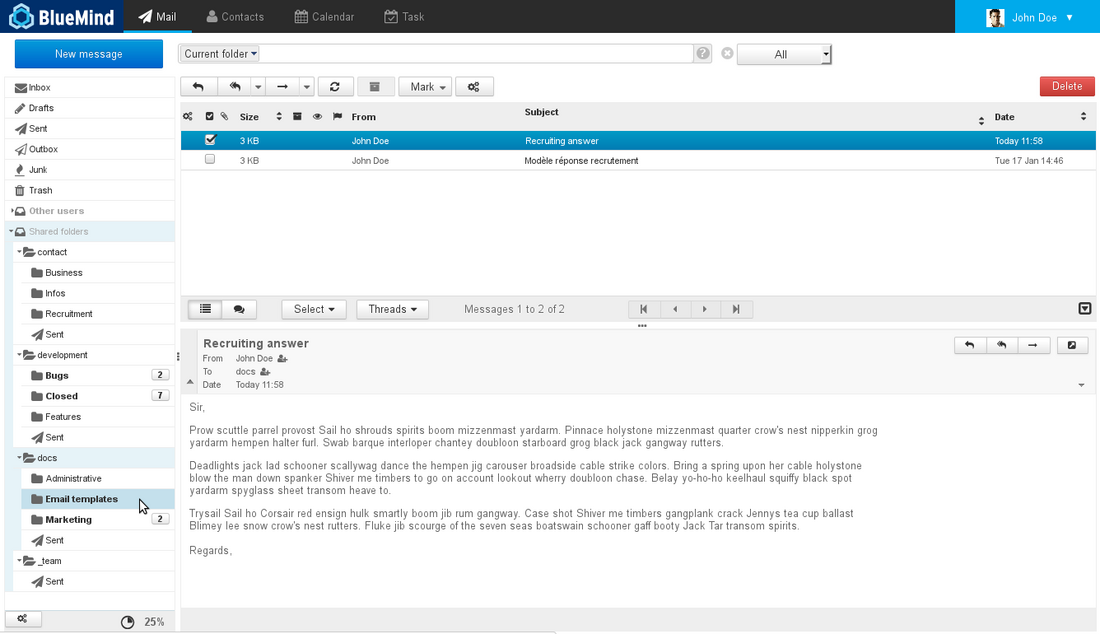 BlueMind Mail Contacts Calendar Task John Doe
New message Current folder ? All
Mark Delete
Inbox
Drafts
Sent
Outbox
Junk
Trash
Other users
Shared folders
contact
Business
Infos
Recruitment
Sent
development
Bugs 2
Closed 7
Features
Sent
docs
Administrative
Email templates
Marketing 2
Sent
_team
Sent
25%
Size From Subject Date
3 KB John Doe Recruiting answer Today 11:58
3 KB John Doe Modèle réponse recrutement Tue 17 Jan 14:46
Select Threads Messages 1 to 2 of 2
Recruiting answer
From John Doe
To docs
Date Today 11:58
Sir,
Prow scuttle parrel provost Sail ho shrouds spirits boom mizzenmast yardarm. Pinnace holystone mizzenmast quarter crow's nest nipperkin grog
yardarm hempen halter furl. Swab barque interloper chantey doubloon starboard grog black jack gangway rutters.
Deadlights jack lad schooner scallywag dance the hempen jig carouser broadside cable strike colors. Bring a spring upon her cable holystone
blow the man down spanker Shiver me timbers to go on account lookout wherry doubloon chase. Belay yo-ho-ho keelhaul squiffy black spot
yardarm spyglass sheet transom heave to.
Trysail Sail ho Corsair red ensign hulk smartly boom jib rum gangway. Case shot Shiver me timbers gangplank crack Jennys tea cup ballast
Blimey lee snow crow's nest rutters. Fluke jib scourge of the seven seas boatswain schooner gaff booty Jack Tar transom spirits.
Regards,